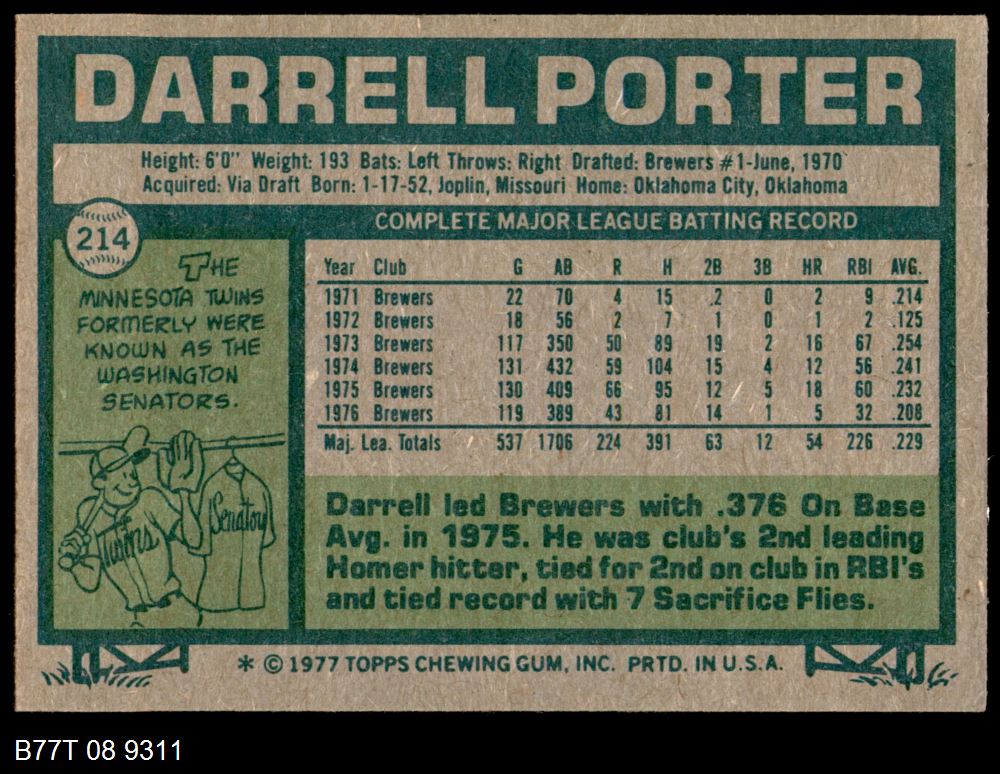 DARRELL PORTER
Height: 6'0" Weight: 193 Bats: Left Throws: Right Drafted: Brewers #1-June, 1970
Acquired: Via Draft Born: 1-17-52, Joplin, Missouri Home: Oklahoma City, Oklahoma
214
THE
MINNESOTA TWINS
FORMERLY WERE
KNOWN AS THE
WASHINGTON
SENATORS.
Twins
Senators
COMPLETE MAJOR LEAGUE BATTING RECORD
Year Club G AB R H 2B 3B HR RBI AVG.
1971 Brewers 22 70 4 15 .2 0 2 9 .214
1972 Brewers 18 56 2 7 1 0 1 2 .125
1973 Brewers 117 350 50 89 19 2 16 67 .254
1974 Brewers 131 432 59 104 15 4 12 56 .241
1975 Brewers 130 409 66 95 12 5 18 60 .232
1976 Brewers 119 389 43 81 14 1 5 32 .208
Maj. Lea. Totals 537 1706 224 391 63 12 54 226 .229
Darrell led Brewers with .376 On Base
Avg. in 1975. He was club's 2nd leading
Homer hitter, tied for 2nd on club in RBI's
and tied record with 7 Sacrifice Flies.
* © 1977 TOPPS CHEWING GUM, INC. PRTD. IN U.S.A.
B77T 08 9311